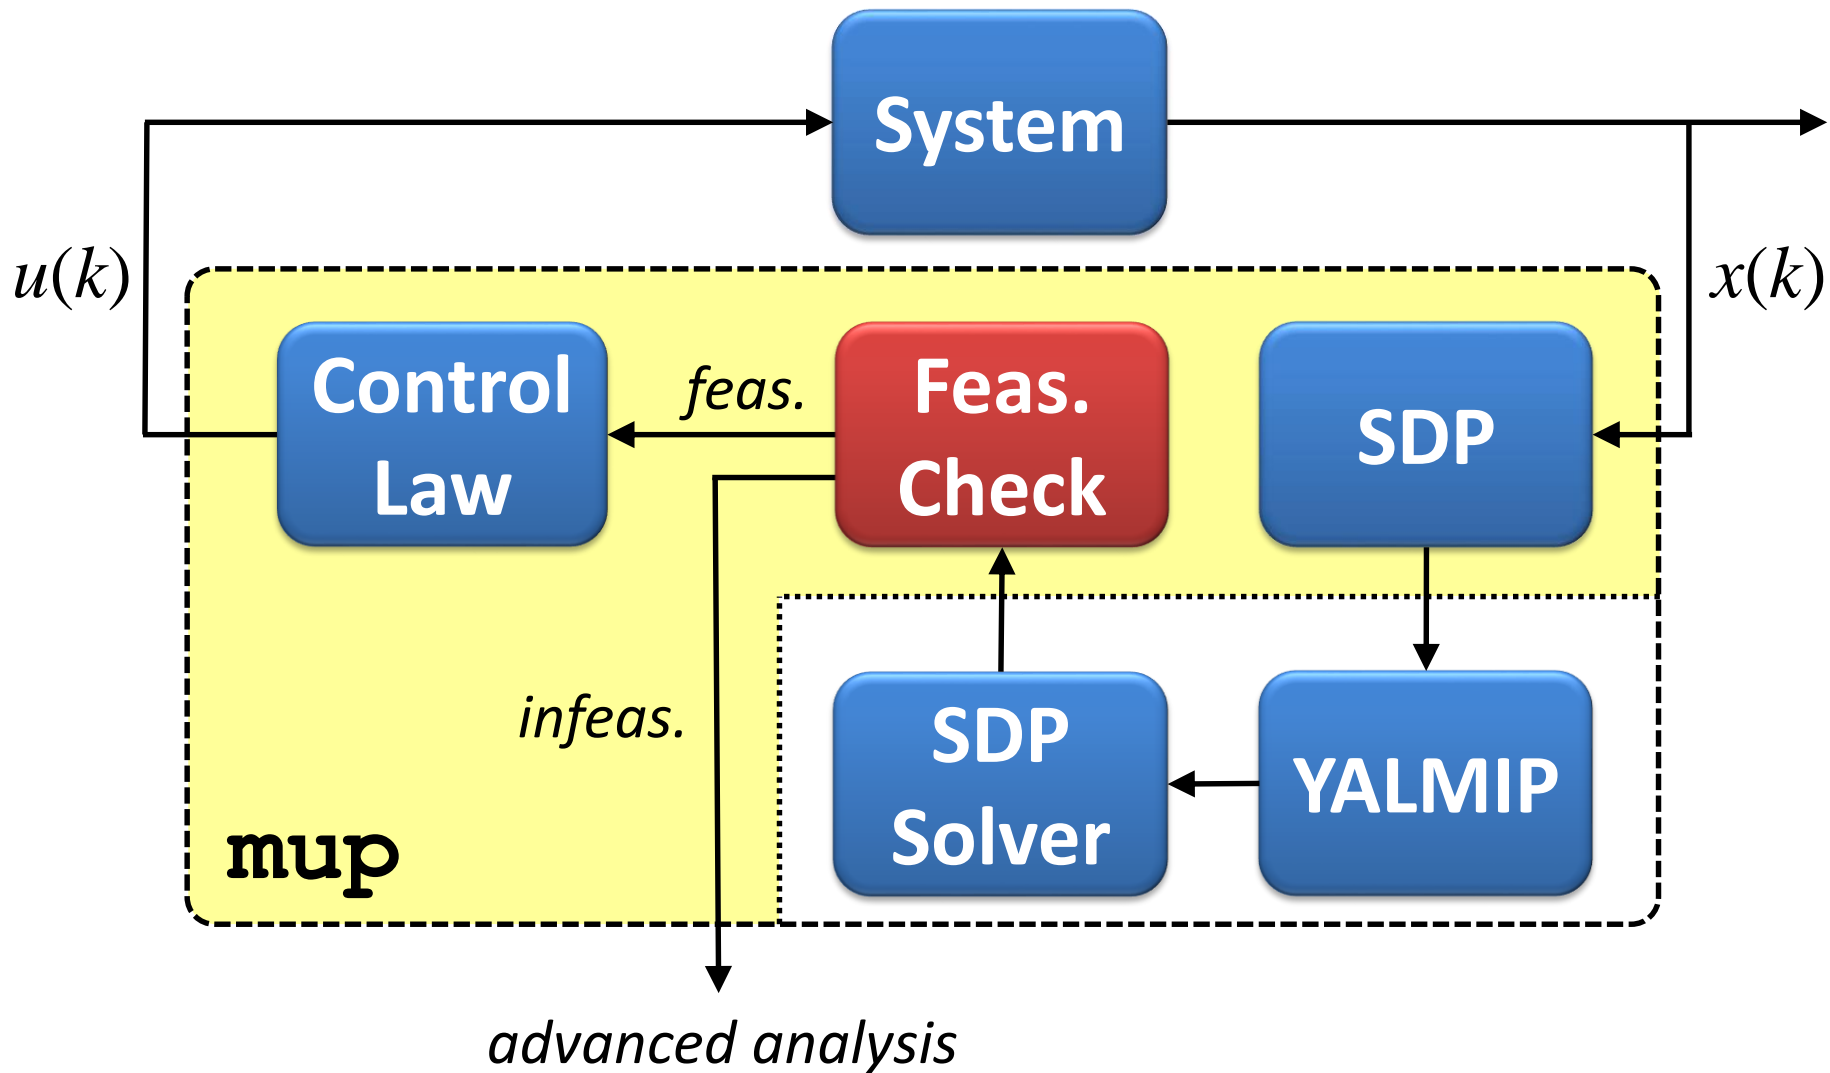 System
u(k)
x(k)
Control
Law
feas.
Feas.
Check
SDP
infeas.
SDP
Solver
YALMIP
mup
advanced analysis